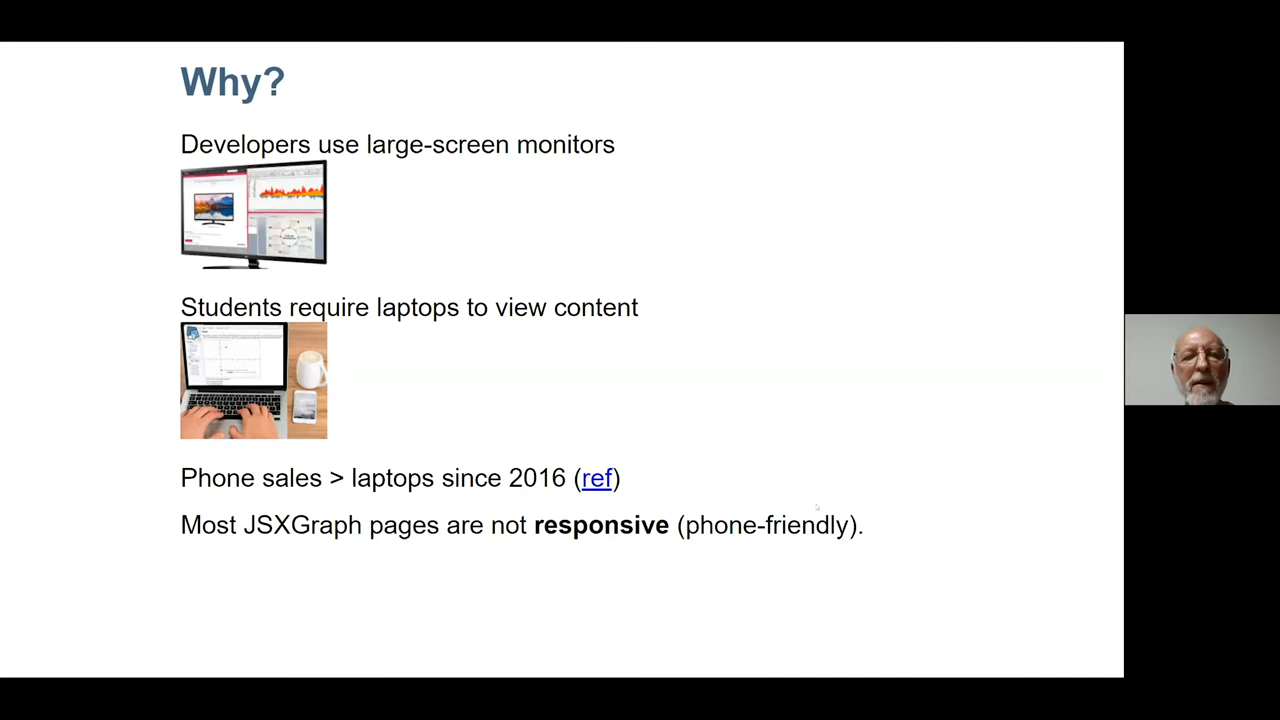 Why?
Developers use large-screen monitors
Students require laptops to view content
Phone sales > laptops since 2016 (ref)
Most JSXGraph pages are not responsive (phone-friendly).